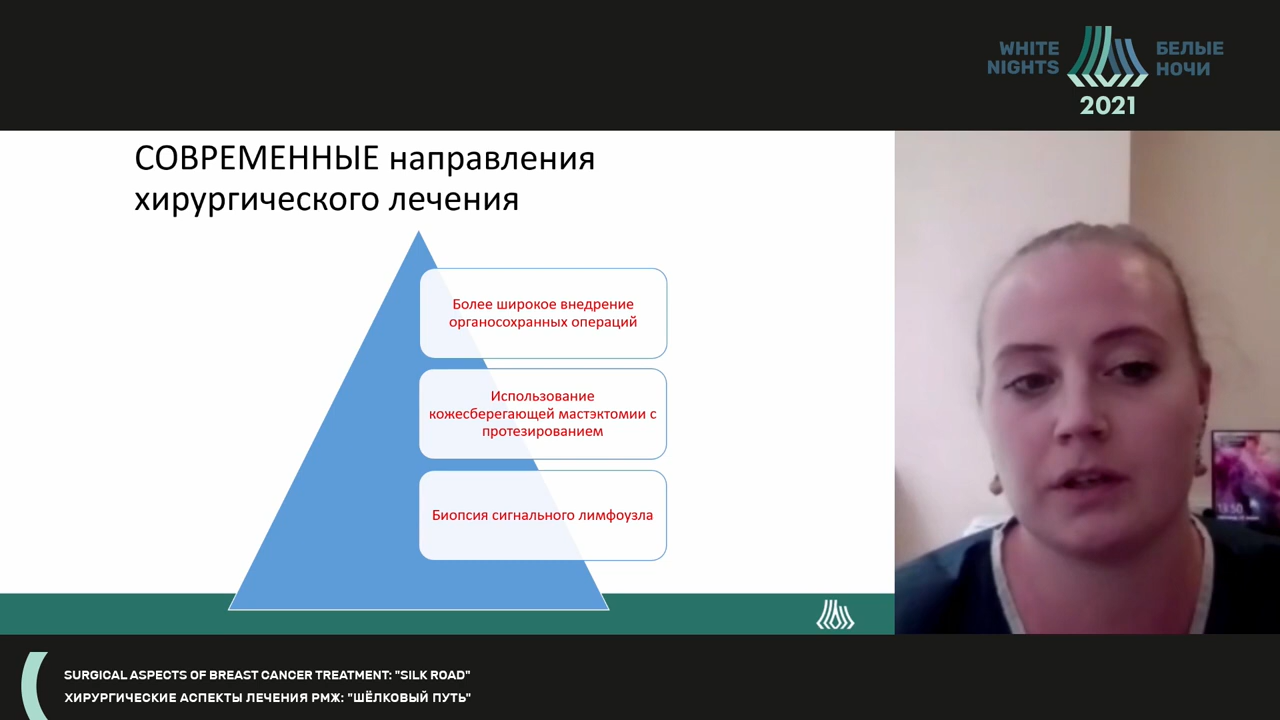 WHITE
NIGHTS
БЕЛЫЕ
НОЧИ
2021
СОВРЕМЕННЫЕ направления
хирургического лечения
Более широкое внедрение
органосохранных операций
Использование
кожесберегающей мастэктомии с
протезированием
Биопсия сигнального лимфоузла
SURGICAL ASPECTS OF BREAST CANCER TREATMENT: "SILK ROAD"
ХИРУРГИЧЕСКИЕ АСПЕКТЫ ЛЕЧЕНИЯ РМЖ: "ШЁЛКОВЫЙ ПУТЬ"